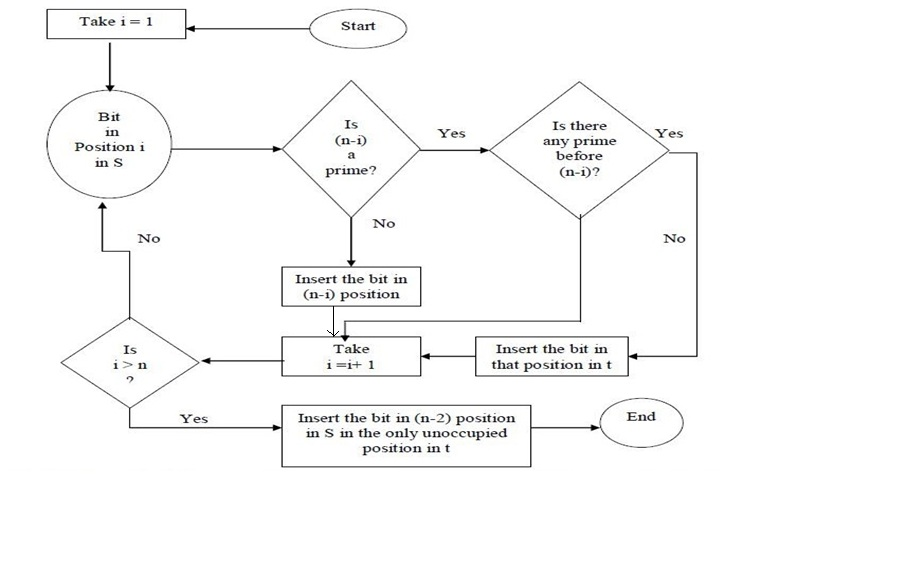 Take i = 1
Start
Bit
in
Position i
in S
Is
(n-i)
a
prime?
Yes
Is there
any prime
before
(n-i)?
Yes
No
No
No
Insert the bit in
(n-i) position
Is
i > n
?
Take
i =i+ 1
Insert the bit in
that position in t
Yes
Insert the bit in (n-2) position
in S in the only unoccupied
position in t
End